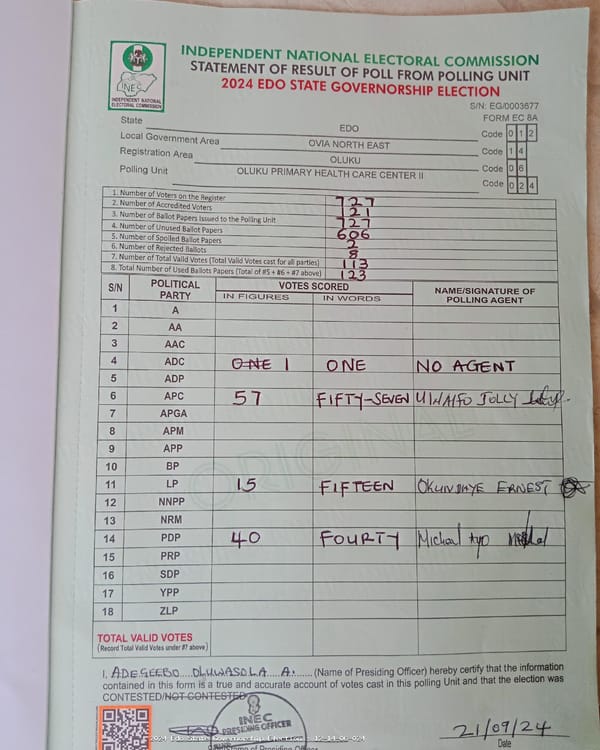 INDEPENDENT NATIONAL ELECTORAL COMMISSION
STATEMENT OF RESULT OF POLL FROM POLLING UNIT
2024 EDO STATE GOVERNORSHIP ELECTION
INEC
INDEPENDENT NATIONAL
ELECTORAL COMMISSION
S/N: EG/0003677
FORM EC 8A
State EDO Code 0 1 2
Local Government Area OVIA NORTH EAST Code 1 4
Registration Area OLUKU Code 0 6
Polling Unit OLUKU PRIMARY HEALTH CARE CENTER II Code 0 2 4
1. Number of Voters on the Register 727
2. Number of Accredited Voters 121
3. Number of Ballot Papers Issued to the Polling Unit 727
4. Number of Unused Ballot Papers 606
5. Number of Spoiled Ballot Papers 2
6. Number of Rejected Ballots 8
7. Number of Total Valid Votes (Total Valid Votes cast for all parties) 113
8. Total Number of Used Ballots Papers (Total of #5 + #6 + #7 above) 123
S/N POLITICAL PARTY VOTES SCORED NAME/SIGNATURE OF POLLING AGENT
IN FIGURES IN WORDS
1 A
2 AA
3 AAC
4 ADC ONE 1 ONE NO AGENT
5 ADP
6 APC 57 FIFTY-SEVEN UWAIFO JOLLY
7 APGA
8 APM
9 APP
10 BP
11 LP 15 FIFTEEN OKUNDAYE ERNEST
12 NNPP
13 NRM
14 PDP 40 FOURTY Michael Ayo
15 PRP
16 SDP
17 YPP
18 ZLP
ORIGINAL
TOTAL VALID VOTES
(Record Total Valid Votes under #7 above)
I, ADEGEEBO OLUWASOLA A. (Name of Presiding Officer) hereby certify that the information
contained in this form is a true and accurate account of votes cast in this polling Unit and that the election was
CONTESTED/NOT CONTESTED
INEC
PRESIDING OFFICER
21/09/24
Date